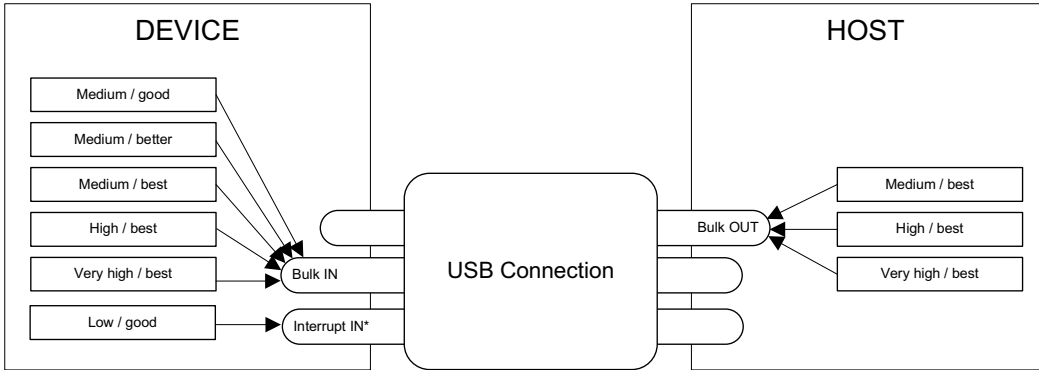 DEVICE
HOST
Medium / good
Medium / better
Medium / best
High / best
Very high / best
Low / good
Bulk IN
Interrupt IN*
USB Connection
Bulk OUT
Medium / best
High / best
Very high / best